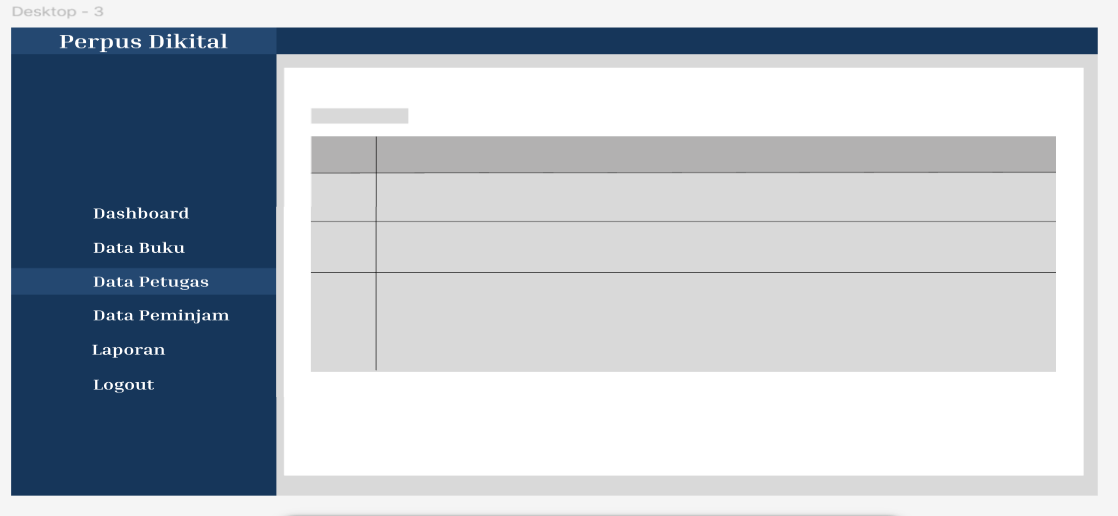 Desktop - 3
Perpus Dikital
Dashboard
Data Buku
Data Petugas
Data Peminjam
Laporan
Logout